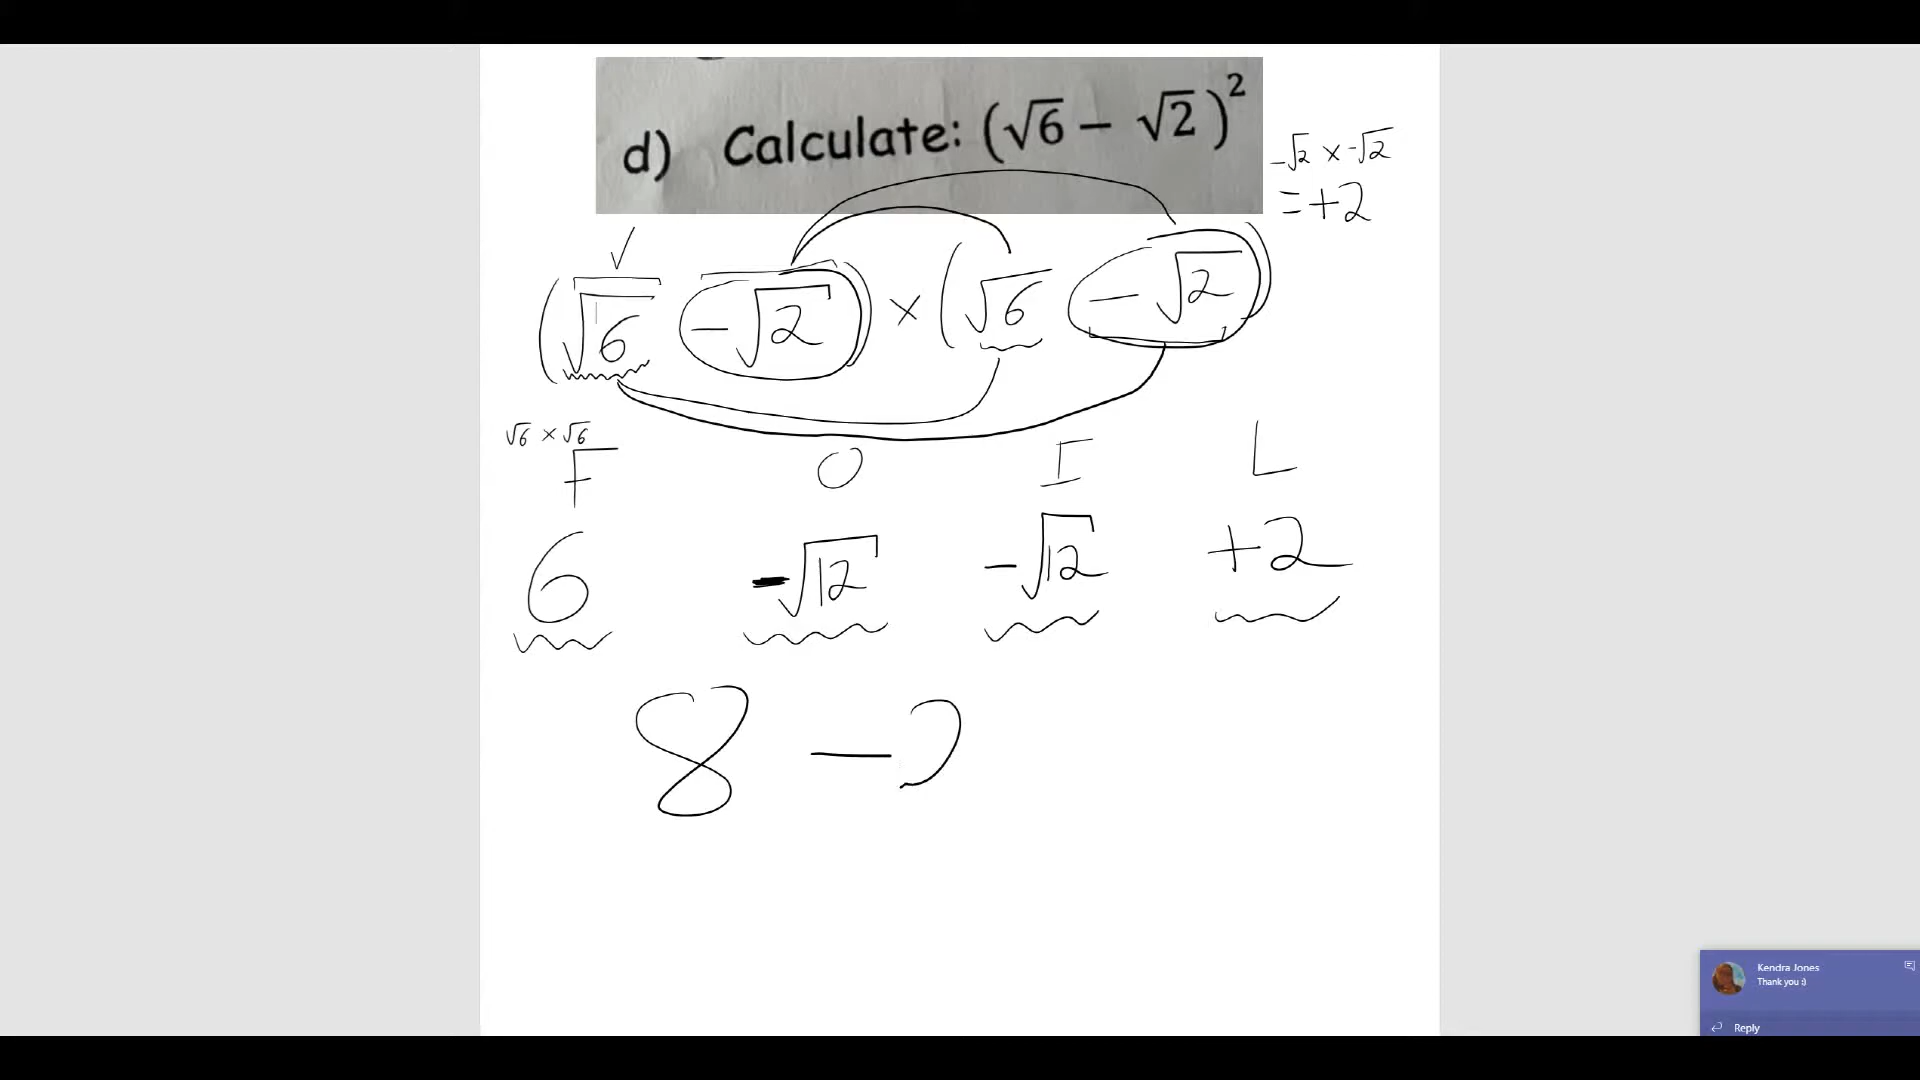 d) Calculate: (√6 − √2)²
−√2 × −√2
= +2
(√6 −√2) × (√6 −√2)
√6 × √6
F O I L
6 −√12 −√12 +2
8 − 2
Kendra Jones
Thank you :)
Reply